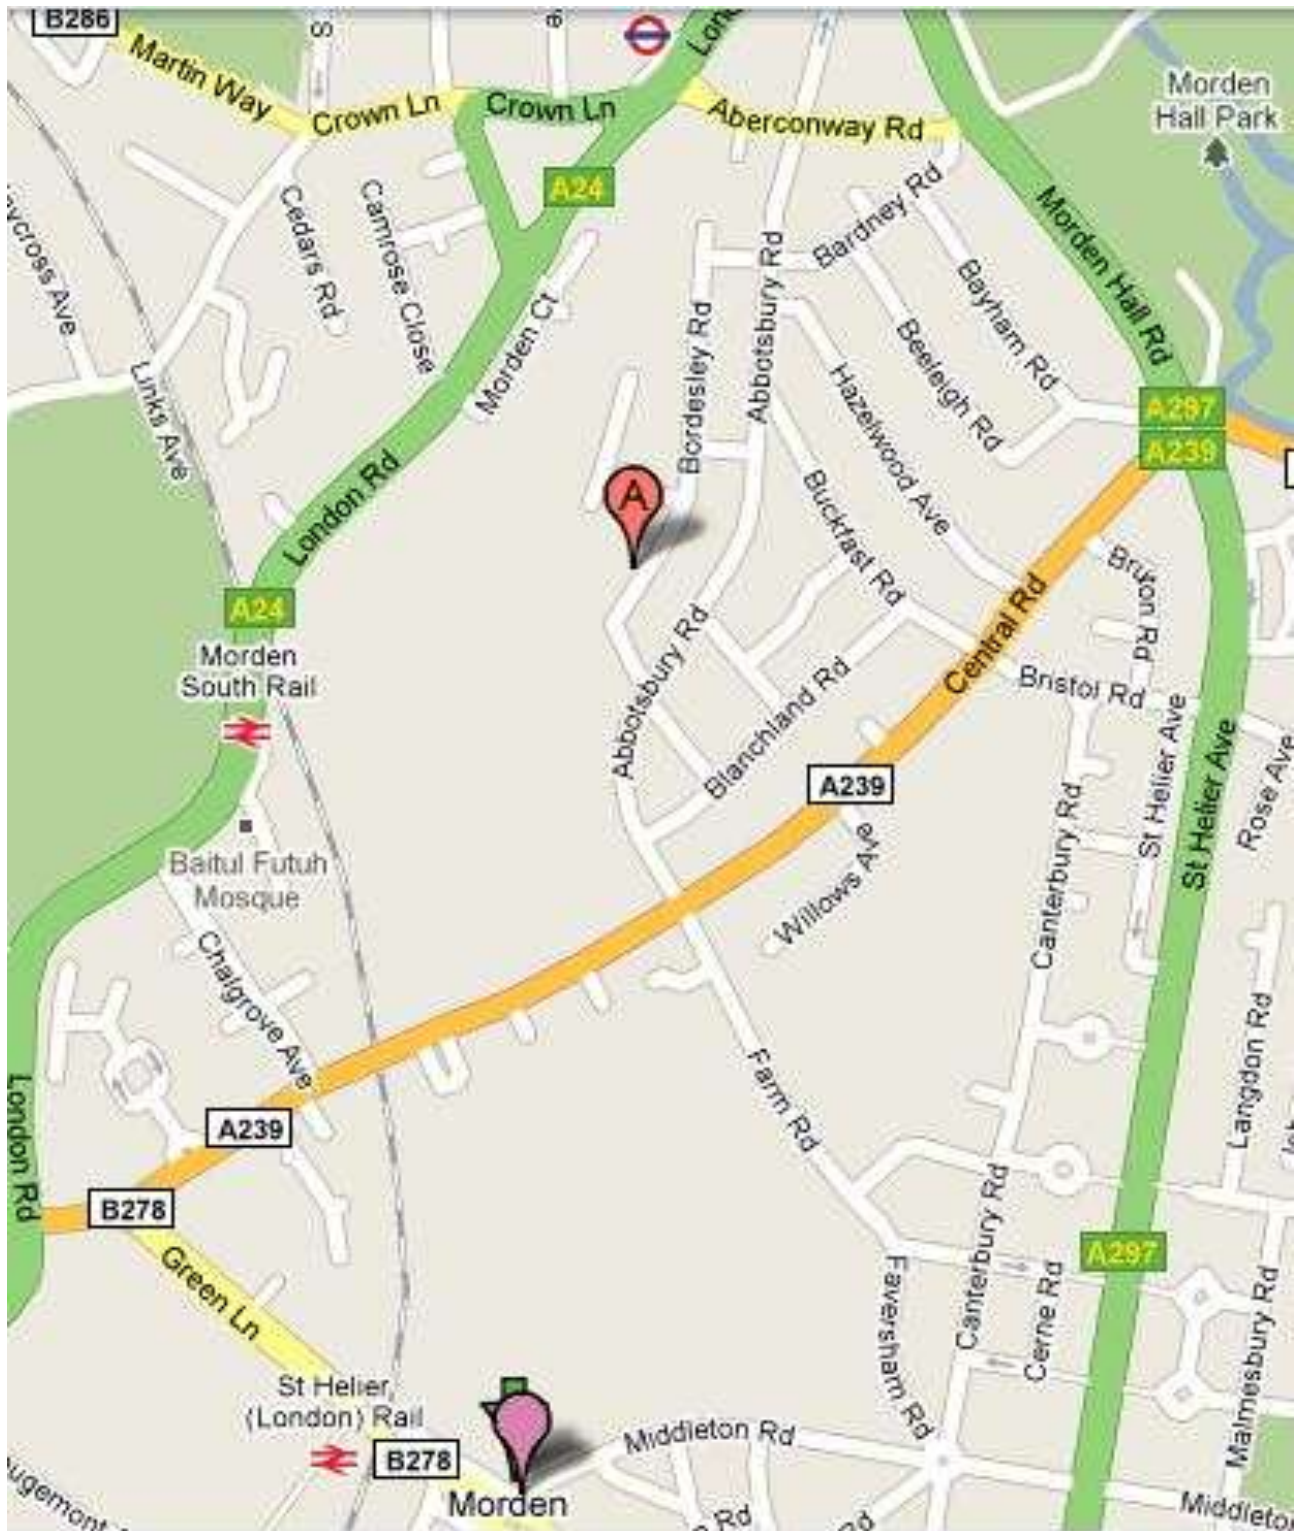 B286
Martin Way
Crown Ln
Crown Ln
Aberconway Rd
Morden
Hall Park
A24
Cedars Rd
Camrose Close
Morden Ct
Links Ave
London Rd
Bordesley Rd
Abbotsbury Rd
Bardney Rd
Bayham Rd
Beeleigh Rd
Hazelwood Ave
Buckfast Rd
Morden Hall Rd
A297
A239
A
A24
Morden
South Rail
Abbotsbury Rd
Blanchland Rd
Central Rd
Bruton Rd
Bristol Rd
A239
Willows Ave
St Helier Ave
St Helier Ave
Rose Ave
Canterbury Rd
Baitul Futuh
Mosque
Chalgrove Ave
London Rd
A239
B278
Green Ln
Farm Rd
Langdon Rd
Canterbury Rd
A297
Cerne Rd
Faversham Rd
Malmesbury Rd
St Helier,
(London) Rail
B278
Middleton Rd
Morden
Rd
Rd
Middleton